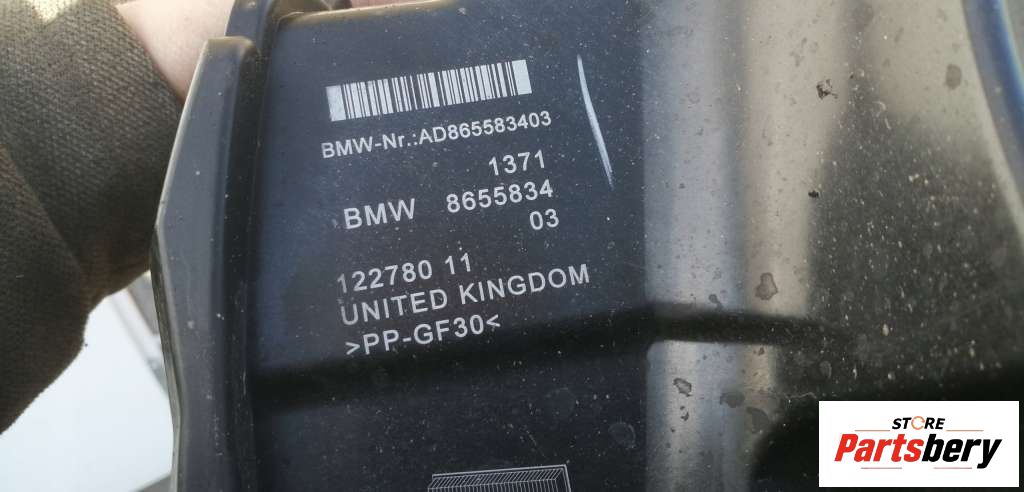 BMW-Nr.:AD865583403
1371
BMW 8655834
03
122780 11
UNITED KINGDOM
>PP-GF30<
STORE
Partsbery